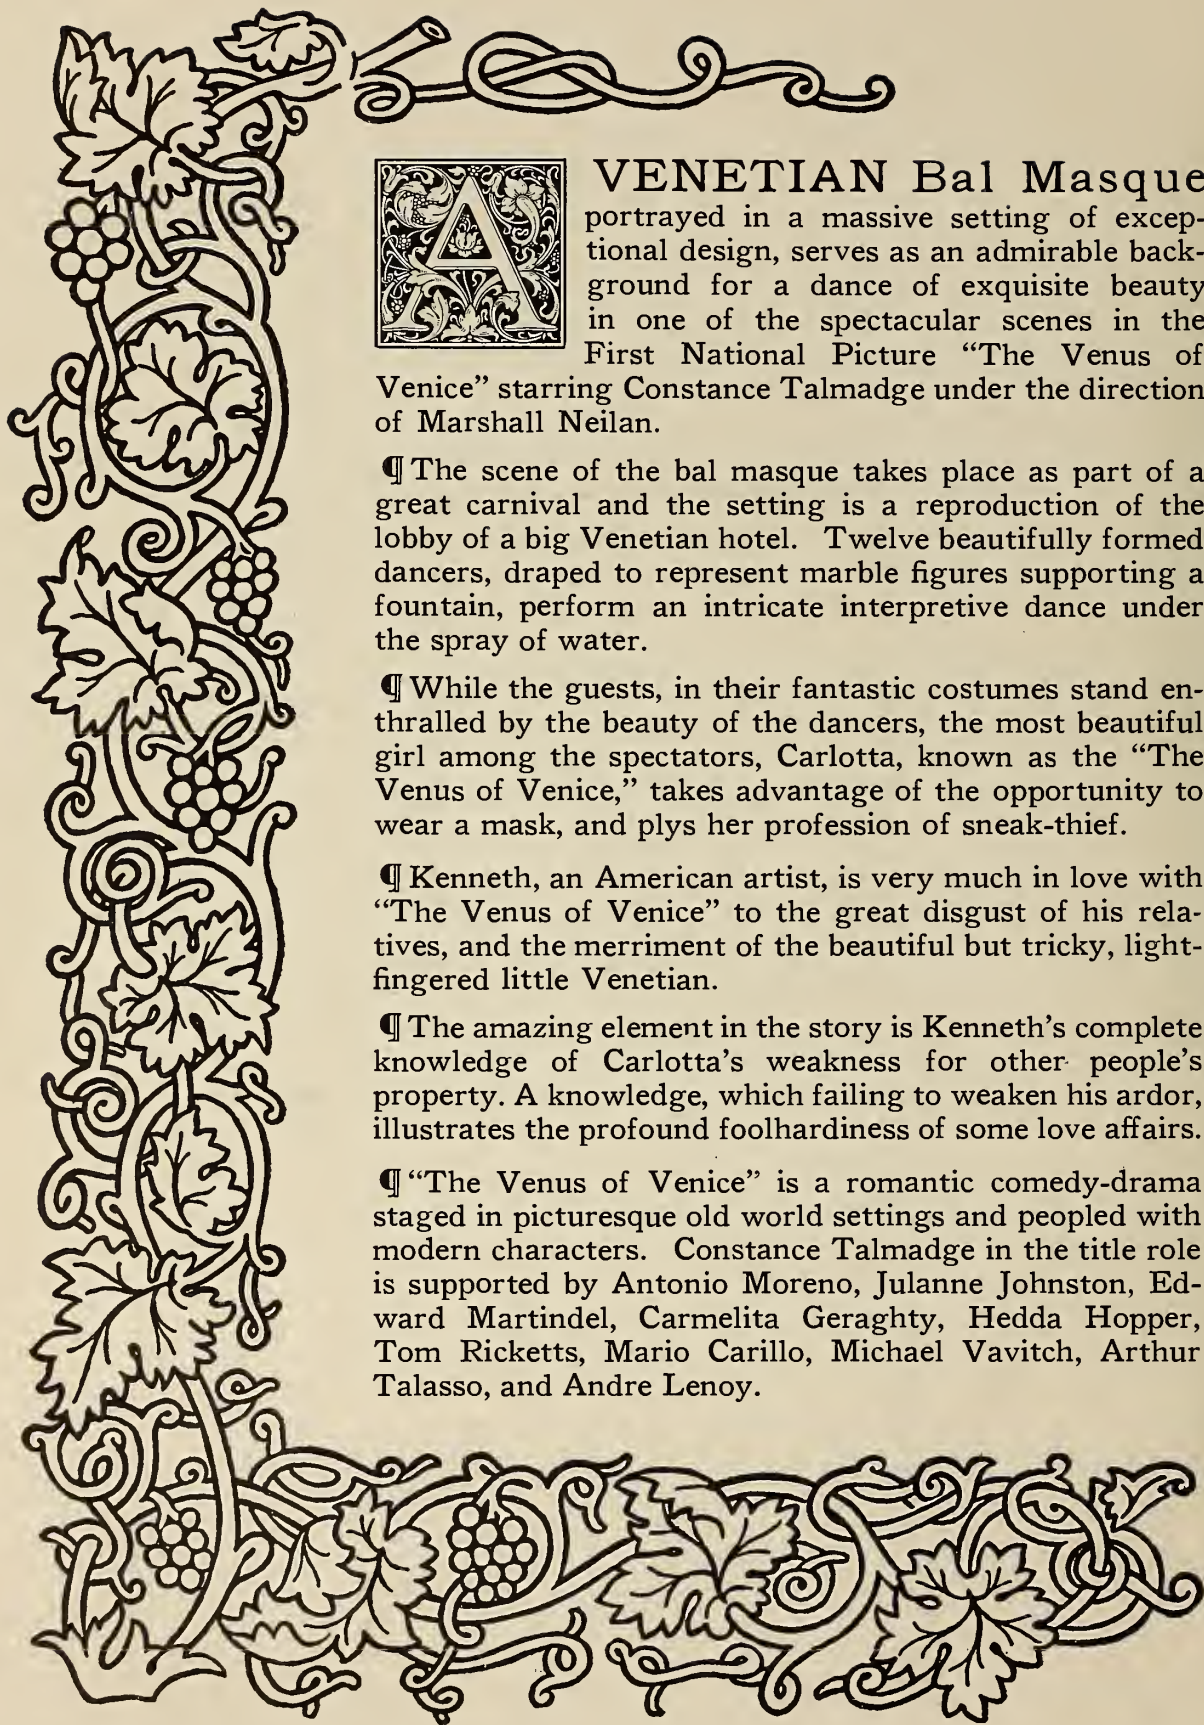 A VENETIAN Bal Masque
portrayed in a massive setting of excep-
tional design, serves as an admirable back-
ground for a dance of exquisite beauty
in one of the spectacular scenes in the
First National Picture “The Venus of
Venice” starring Constance Talmadge under the direction
of Marshall Neilan.
¶ The scene of the bal masque takes place as part of a
great carnival and the setting is a reproduction of the
lobby of a big Venetian hotel. Twelve beautifully formed
dancers, draped to represent marble figures supporting a
fountain, perform an intricate interpretive dance under
the spray of water.
¶ While the guests, in their fantastic costumes stand en-
thralled by the beauty of the dancers, the most beautiful
girl among the spectators, Carlotta, known as the “The
Venus of Venice,” takes advantage of the opportunity to
wear a mask, and plys her profession of sneak-thief.
¶ Kenneth, an American artist, is very much in love with
“The Venus of Venice” to the great disgust of his rela-
tives, and the merriment of the beautiful but tricky, light-
fingered little Venetian.
¶ The amazing element in the story is Kenneth’s complete
knowledge of Carlotta’s weakness for other people’s
property. A knowledge, which failing to weaken his ardor,
illustrates the profound foolhardiness of some love affairs.
¶ “The Venus of Venice” is a romantic comedy-drama
staged in picturesque old world settings and peopled with
modern characters. Constance Talmadge in the title role
is supported by Antonio Moreno, Julanne Johnston, Ed-
ward Martindel, Carmelita Geraghty, Hedda Hopper,
Tom Ricketts, Mario Carillo, Michael Vavitch, Arthur
Talasso, and Andre Lenoy.